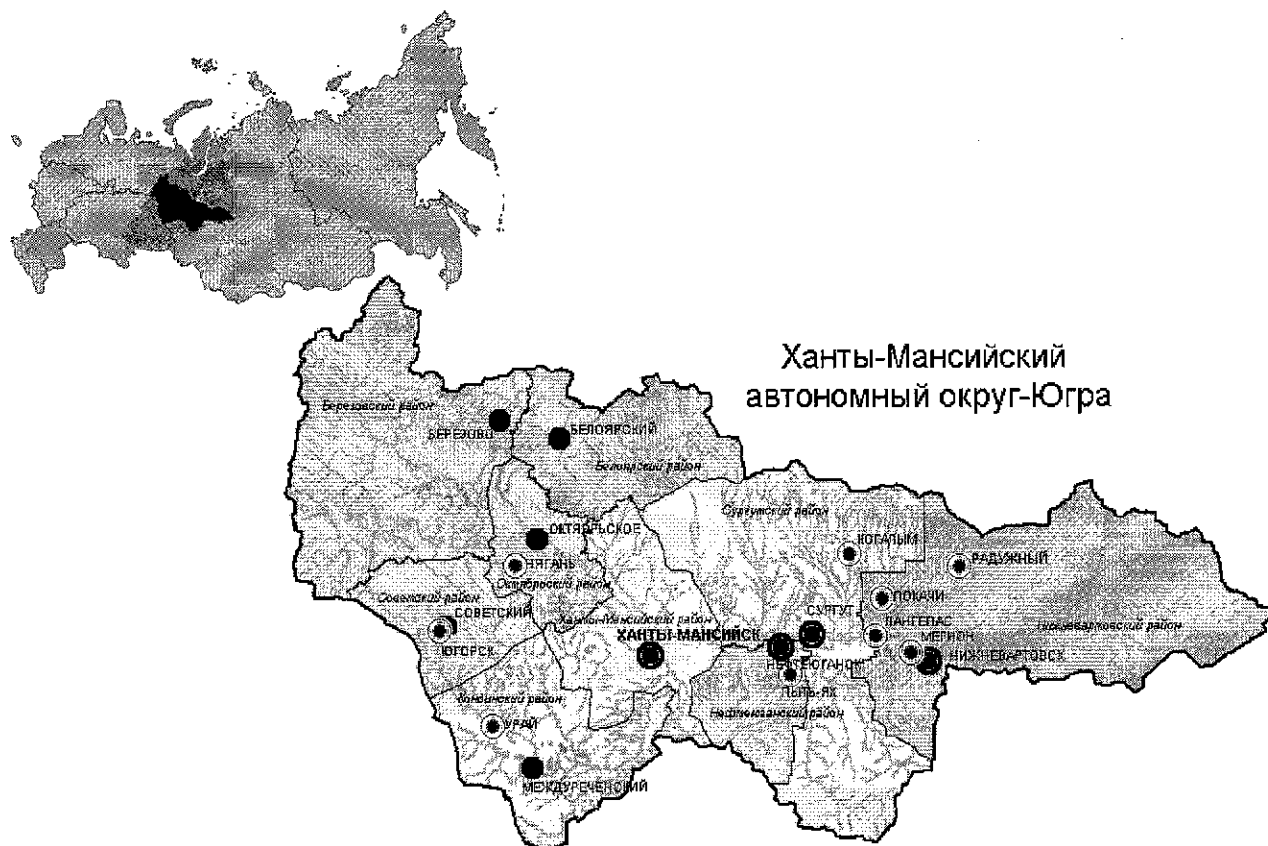 Ханты-Мансийский
автономный округ-Югра
Березовский район
БЕРЕЗОВО
БЕЛОЯРСКИЙ
Белоярский район
Сургутский район
ОКТЯБРЬСКОЕ
КОГАЛЫМ
НЯГАНЬ
РАДУЖНЫЙ
Октябрьский район
Советский район
ПОКАЧИ
СОВЕТСКИЙ
Ханты-Мансийский район
СУРГУТ
ЛАНГЕПАС
Нижневартовский район
ХАНТЫ-МАНСИЙСК
МЕГИОН
ЮГОРСК
НИЖНЕВАРТОВСК
НЕФТЕЮГАНСК
ПЫТЬ-ЯХ
Кондинский район
Нефтеюганский район
УРАЙ
МЕЖДУРЕЧЕНСКИЙ